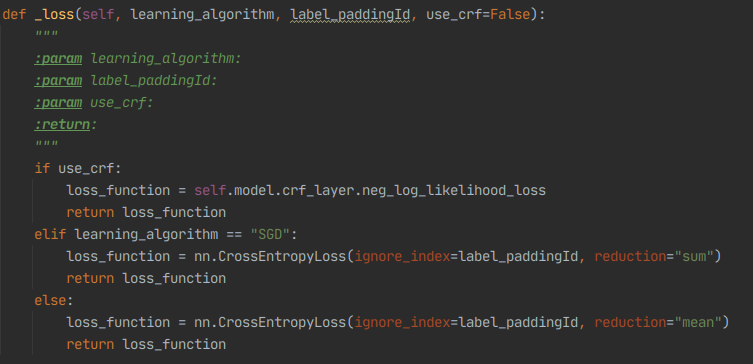 def _loss(self, learning_algorithm, label_paddingId, use_crf=False):
"""
:param learning_algorithm:
:param label_paddingId:
:param use_crf:
:return:
"""
if use_crf:
loss_function = self.model.crf_layer.neg_log_likelihood_loss
return loss_function
elif learning_algorithm == "SGD":
loss_function = nn.CrossEntropyLoss(ignore_index=label_paddingId, reduction="sum")
return loss_function
else:
loss_function = nn.CrossEntropyLoss(ignore_index=label_paddingId, reduction="mean")
return loss_function